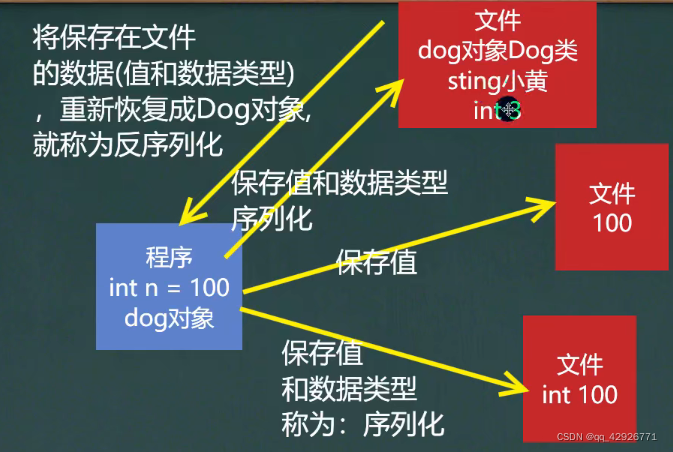 将保存在文件
的数据(值和数据类型)
，重新恢复成Dog对象,
就称为反序列化
文件
dog对象Dog类
sting小黄
int 3
保存值和数据类型
序列化
文件
100
程序
int n = 100
dog对象
保存值
保存值
和数据类型
称为：序列化
文件
int 100
CSDN @qq_42926771